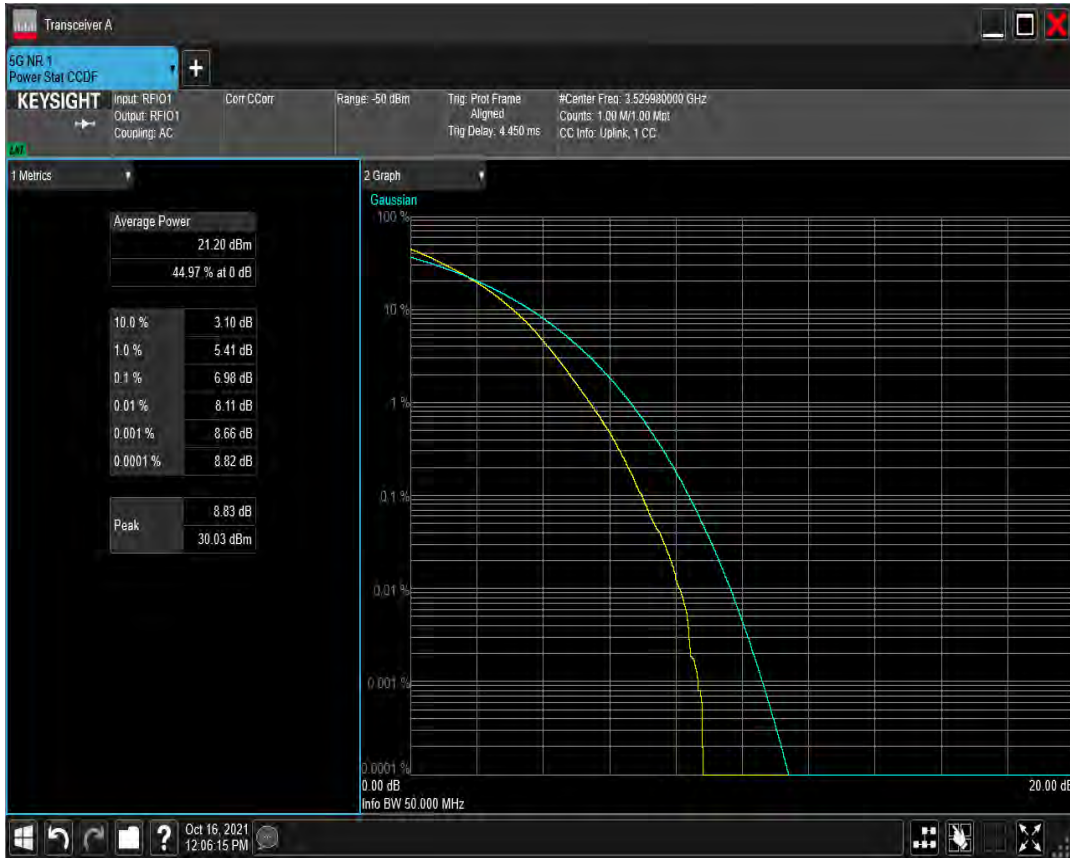 Transceiver A
5G NR 1
Power Stat CCDF
+
KEYSIGHT
Input: RFIO1
Output: RFIO1
Coupling: AC
Corr CCorr
Range: -50 dBm
Trig: Prot Frame
Aligned
Trig Delay: 4.450 ms
#Center Freq: 3.529980000 GHz
Counts: 1.00 M/1.00 Mpt
CC Info: Uplink, 1 CC
1 Metrics
Average Power
21.20 dBm
44.97 % at 0 dB
10.0 % 3.10 dB
1.0 % 5.41 dB
0.1 % 6.98 dB
0.01 % 8.11 dB
0.001 % 8.66 dB
0.0001 % 8.82 dB
Peak
8.83 dB
30.03 dBm
2 Graph
Gaussian
100 %
10 %
1 %
0.1 %
0.01 %
0.001 %
0.0001 %
0.00 dB
20.00 dB
Info BW 50.000 MHz
?
Oct 16, 2021
12:06:15 PM